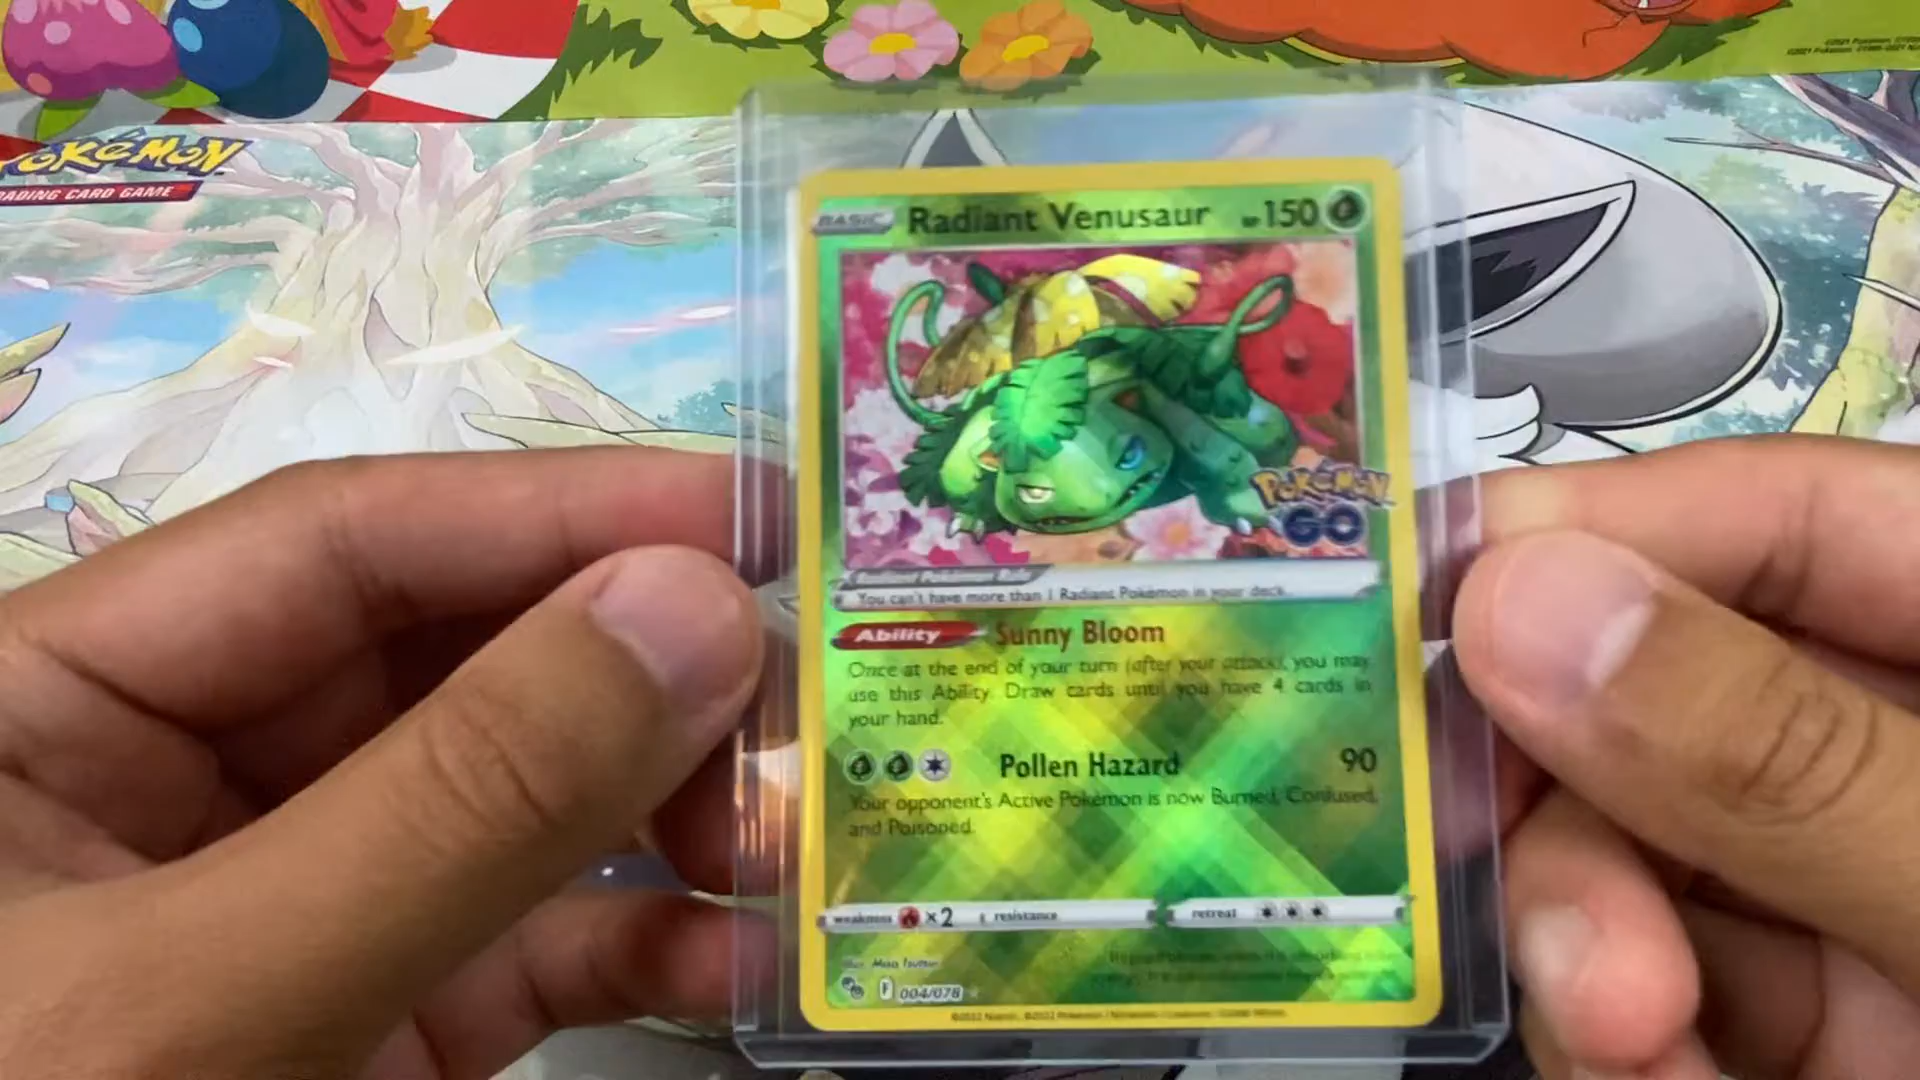 POKÉMON
TRADING CARD GAME
BASIC Radiant Venusaur HP 150
POKÉMON
GO
Radiant Pokémon Rule
You can't have more than 1 Radiant Pokémon in your deck.
Ability Sunny Bloom
Once at the end of your turn (after your attack), you may
use this Ability. Draw cards until you have 4 cards in
your hand.
Pollen Hazard 90
Your opponent's Active Pokémon is now Burned, Confused,
and Poisoned.
weakness ×2 resistance retreat
F 004/078